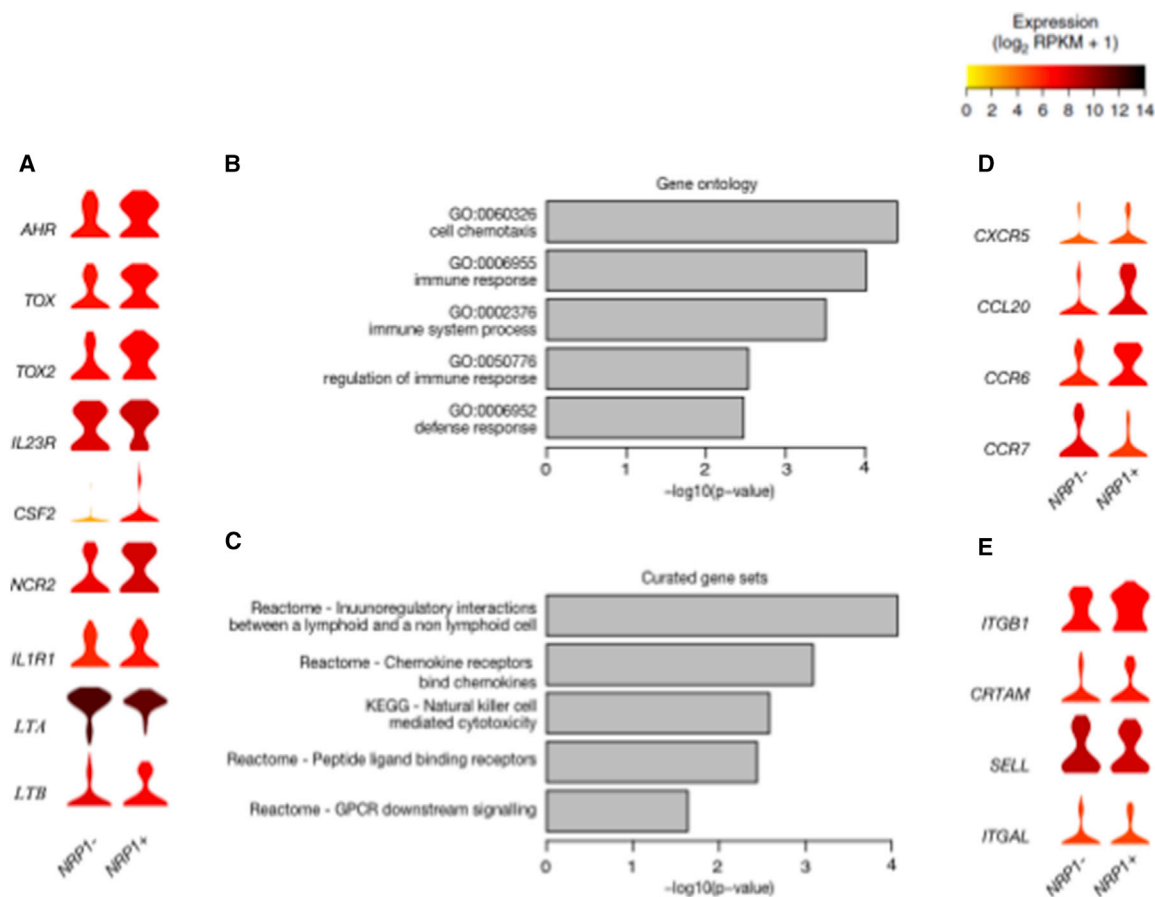 Expression
(log2 RPKM + 1)
0 2 4 6 8 10 12 14
A
AHR
TOX
TOX2
IL23R
CSF2
NCR2
IL1R1
LTA
LTB
NRP1- NRP1+
B
Gene ontology
GO:0060326
cell chemotaxis
GO:0006955
immune response
GO:0002376
immune system process
GO:0050776
regulation of immune response
GO:0006952
defense response
0 1 2 3 4
-log10(p-value)
C
Curated gene sets
Reactome - Inuunoregulatory interactions
between a lymphoid and a non lymphoid cell
Reactome - Chemokine receptors
bind chemokines
KEGG - Natural killer cell
mediated cytotoxicity
Reactome - Peptide ligand binding receptors
Reactome - GPCR downstream signalling
0 1 2 3 4
-log10(p-value)
D
CXCR5
CCL20
CCR6
CCR7
NRP1- NRP1+
E
ITGB1
CRTAM
SELL
ITGAL
NRP1- NRP1+